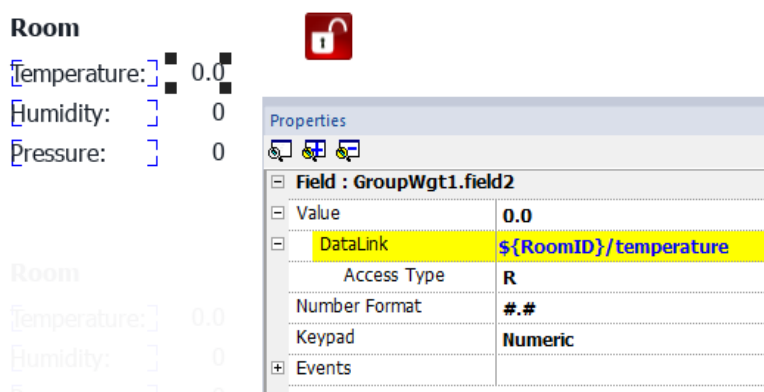 Room
Temperature: 0.0
Humidity: 0
Pressure: 0
Properties
Field : GroupWgt1.field2
Value 0.0
DataLink ${RoomID}/temperature
Access Type R
Number Format #.#
Keypad Numeric
Events
Room
Temperature: 0.0
Humidity: 0